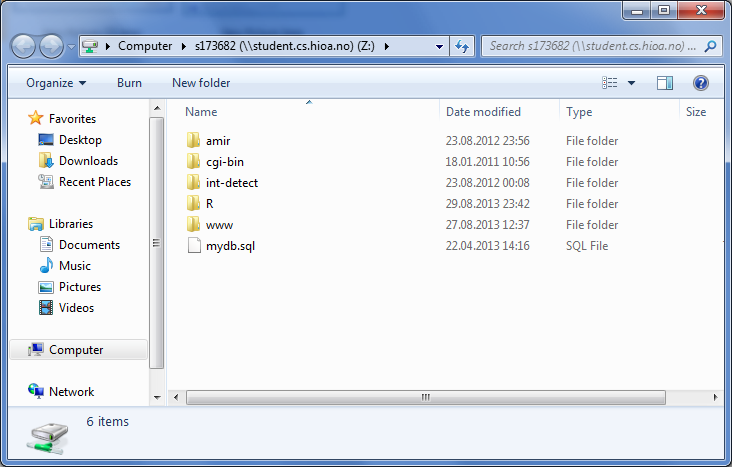 Computer ▸ s173682 (\\student.cs.hioa.no) (Z:) ▸
Search s173682 (\\student.cs.hioa.no) ...
Organize Burn New folder
Favorites
Desktop
Downloads
Recent Places
Libraries
Documents
Music
Pictures
Videos
Computer
Network
Name Date modified Type Size
amir 23.08.2012 23:56 File folder
cgi-bin 18.01.2011 10:56 File folder
int-detect 23.08.2012 00:08 File folder
R 29.08.2013 23:42 File folder
www 27.08.2013 12:37 File folder
mydb.sql 22.04.2013 14:16 SQL File
6 items